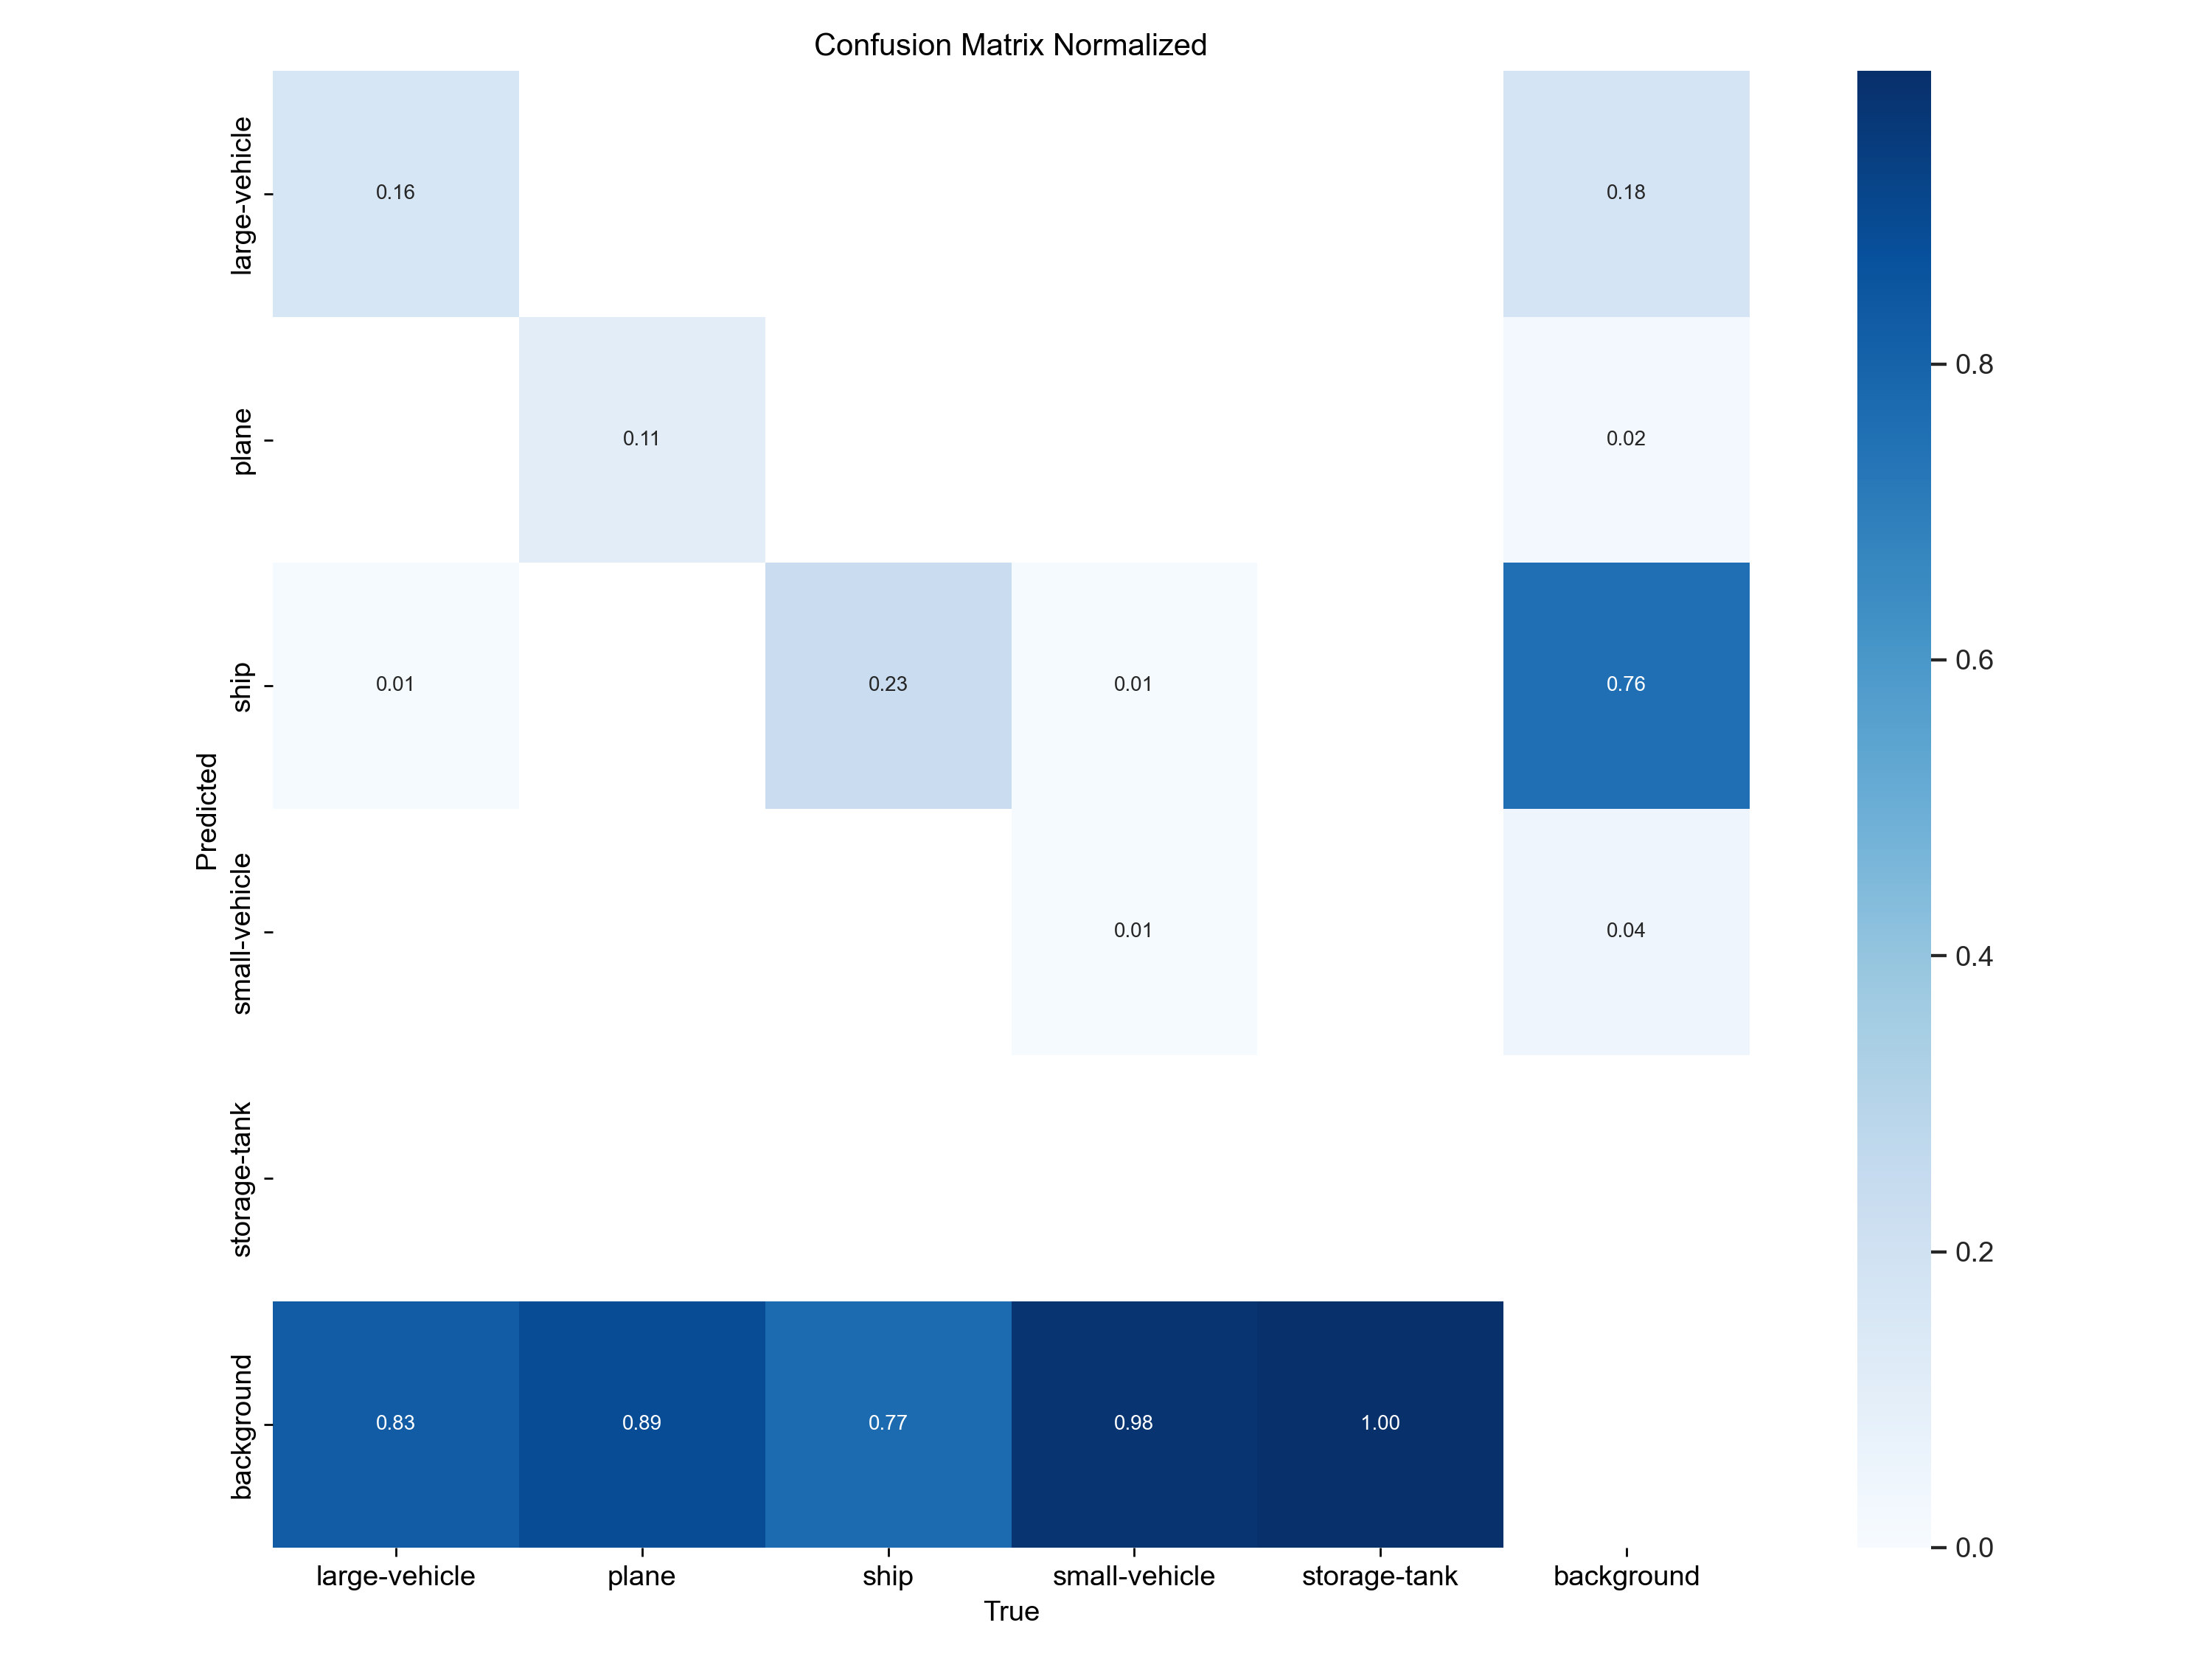 Confusion Matrix Normalized
large-vehicle
0.16
0.18
plane
0.11
0.02
0.8
ship
0.01
0.23
0.01
0.76
0.6
Predicted
small-vehicle
0.01
0.04
0.4
storage-tank
0.2
background
0.83
0.89
0.77
0.98
1.00
0.0
large-vehicle
plane
ship
small-vehicle
storage-tank
background
True